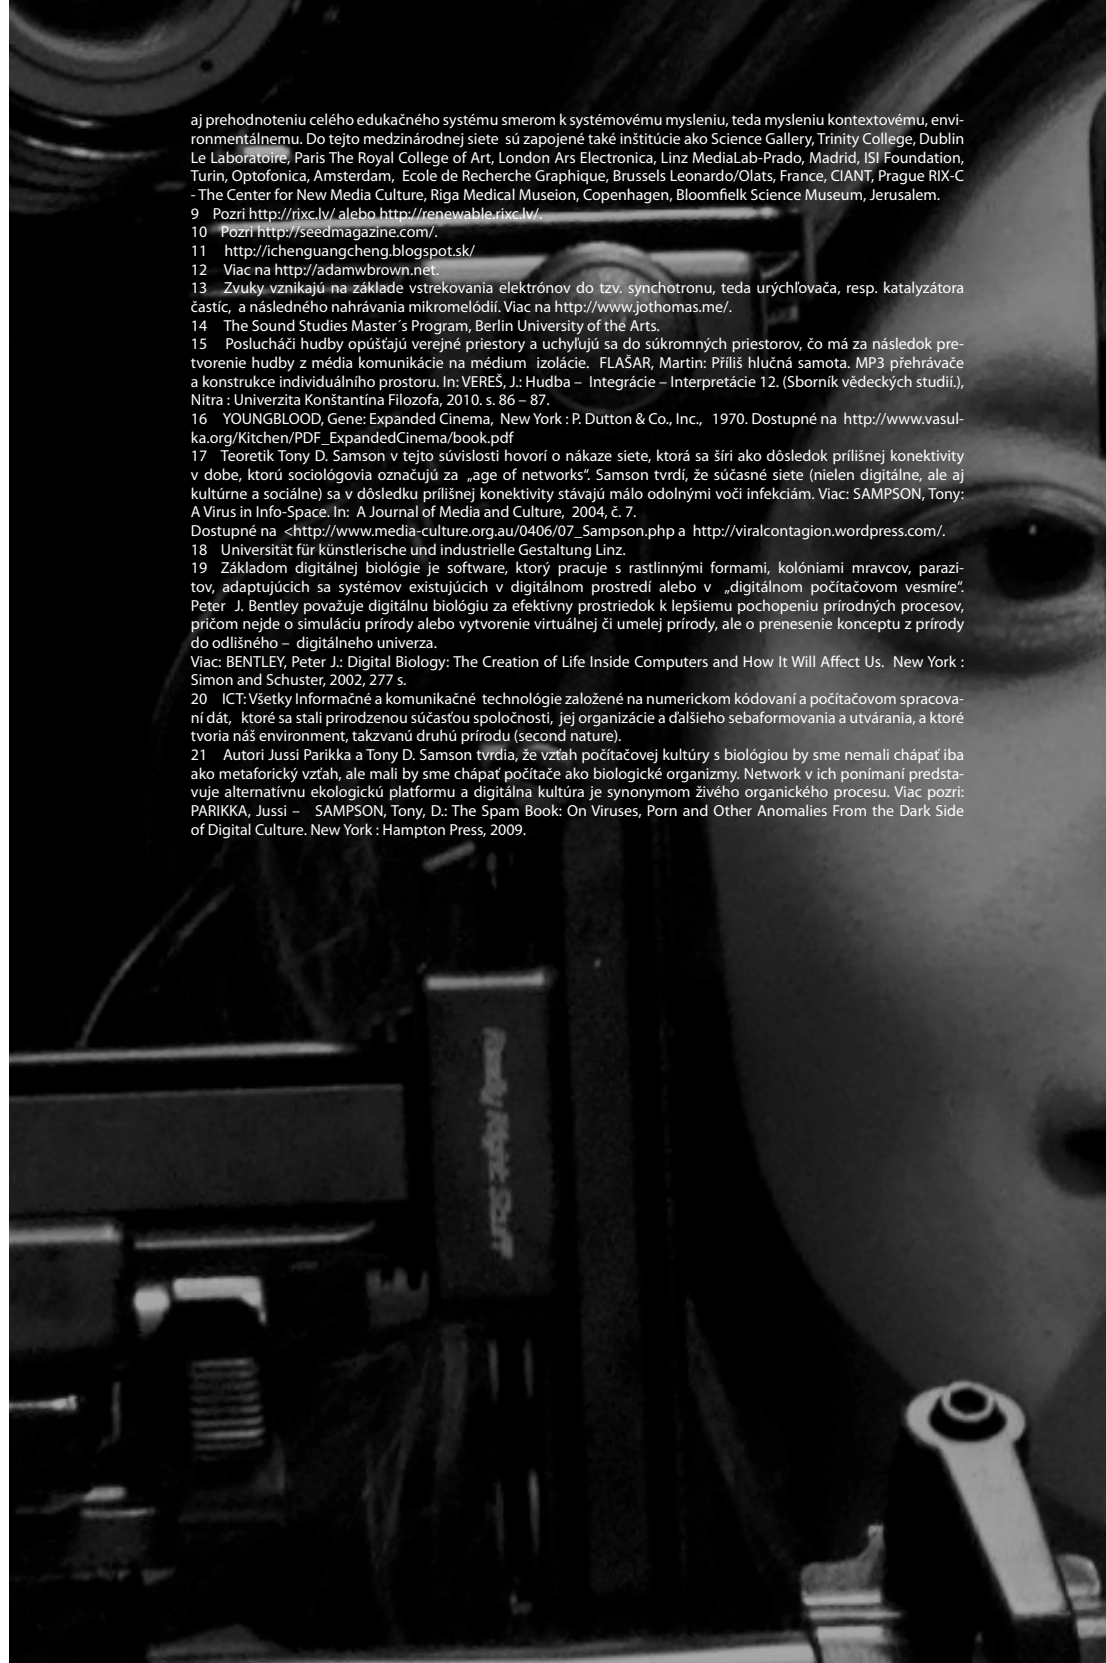 aj prehodnoteniu celého edukačného systému smerom k systémovému mysleniu, teda mysleniu kontextovému, envi-
ronmentálnemu. Do tejto medzinárodnej siete sú zapojené také inštitúcie ako Science Gallery, Trinity College, Dublin
Le Laboratoire, Paris The Royal College of Art, London Ars Electronica, Linz MediaLab-Prado, Madrid, ISI Foundation,
Turin, Optofonica, Amsterdam, Ecole de Recherche Graphique, Brussels Leonardo/Olats, France, CIANT, Prague RIX-C
- The Center for New Media Culture, Riga Medical Museion, Copenhagen, Bloomfielk Science Museum, Jerusalem.
9 Pozri http://rixc.lv/ alebo http://renewable.rixc.lv/.
10 Pozri http://seedmagazine.com/.
11 http://ichenguangcheng.blogspot.sk/
12 Viac na http://adamwbrown.net.
13 Zvuky vznikajú na základe vstrekovania elektrónov do tzv. synchotronu, teda urýchľovača, resp. katalyzátora
častíc, a následného nahrávania mikromelódií. Viac na http://www.jothomas.me/.
14 The Sound Studies Master´s Program, Berlin University of the Arts.
15 Poslucháči hudby opúšťajú verejné priestory a uchyľujú sa do súkromných priestorov, čo má za následok pre-
tvorenie hudby z média komunikácie na médium izolácie. FLAŠAR, Martin: Příliš hlučná samota. MP3 přehrávače
a konstrukce individuálního prostoru. In: VEREŠ, J.: Hudba – Integrácie – Interpretácie 12. (Sborník vědeckých studií.),
Nitra : Univerzita Konštantína Filozofa, 2010. s. 86 – 87.
16 YOUNGBLOOD, Gene: Expanded Cinema, New York : P. Dutton & Co., Inc., 1970. Dostupné na http://www.vasul-
ka.org/Kitchen/PDF_ExpandedCinema/book.pdf
17 Teoretik Tony D. Samson v tejto súvislosti hovorí o nákaze siete, ktorá sa šíri ako dôsledok prílišnej konektivity
v dobe, ktorú sociológovia označujú za „age of networks“. Samson tvrdí, že súčasné siete (nielen digitálne, ale aj
kultúrne a sociálne) sa v dôsledku prílišnej konektivity stávajú málo odolnými voči infekciám. Viac: SAMPSON, Tony:
A Virus in Info-Space. In: A Journal of Media and Culture, 2004, č. 7.
Dostupné na <http://www.media-culture.org.au/0406/07_Sampson.php a http://viralcontagion.wordpress.com/.
18 Universität für künstlerische und industrielle Gestaltung Linz.
19 Základom digitálnej biológie je software, ktorý pracuje s rastlinnými formami, kolóniami mravcov, parazi-
tov, adaptujúcich sa systémov existujúcich v digitálnom prostredí alebo v „digitálnom počítačovom vesmíre“.
Peter J. Bentley považuje digitálnu biológiu za efektívny prostriedok k lepšiemu pochopeniu prírodných procesov,
pričom nejde o simuláciu prírody alebo vytvorenie virtuálnej či umelej prírody, ale o prenesenie konceptu z prírody
do odlišného – digitálneho univerza.
Viac: BENTLEY, Peter J.: Digital Biology: The Creation of Life Inside Computers and How It Will Affect Us. New York :
Simon and Schuster, 2002, 277 s.
20 ICT: Všetky Informačné a komunikačné technológie založené na numerickom kódovaní a počítačovom spracova-
ní dát, ktoré sa stali prirodzenou súčasťou spoločnosti, jej organizácie a ďalšieho sebaformovania a utvárania, a ktoré
tvoria náš environment, takzvanú druhú prírodu (second nature).
21 Autori Jussi Parikka a Tony D. Samson tvrdia, že vzťah počítačovej kultúry s biológiou by sme nemali chápať iba
ako metaforický vzťah, ale mali by sme chápať počítače ako biologické organizmy. Network v ich ponímaní predsta-
vuje alternatívnu ekologickú platformu a digitálna kultúra je synonymom živého organického procesu. Viac pozri:
PARIKKA, Jussi – SAMPSON, Tony, D.: The Spam Book: On Viruses, Porn and Other Anomalies From the Dark Side
of Digital Culture. New York : Hampton Press, 2009.